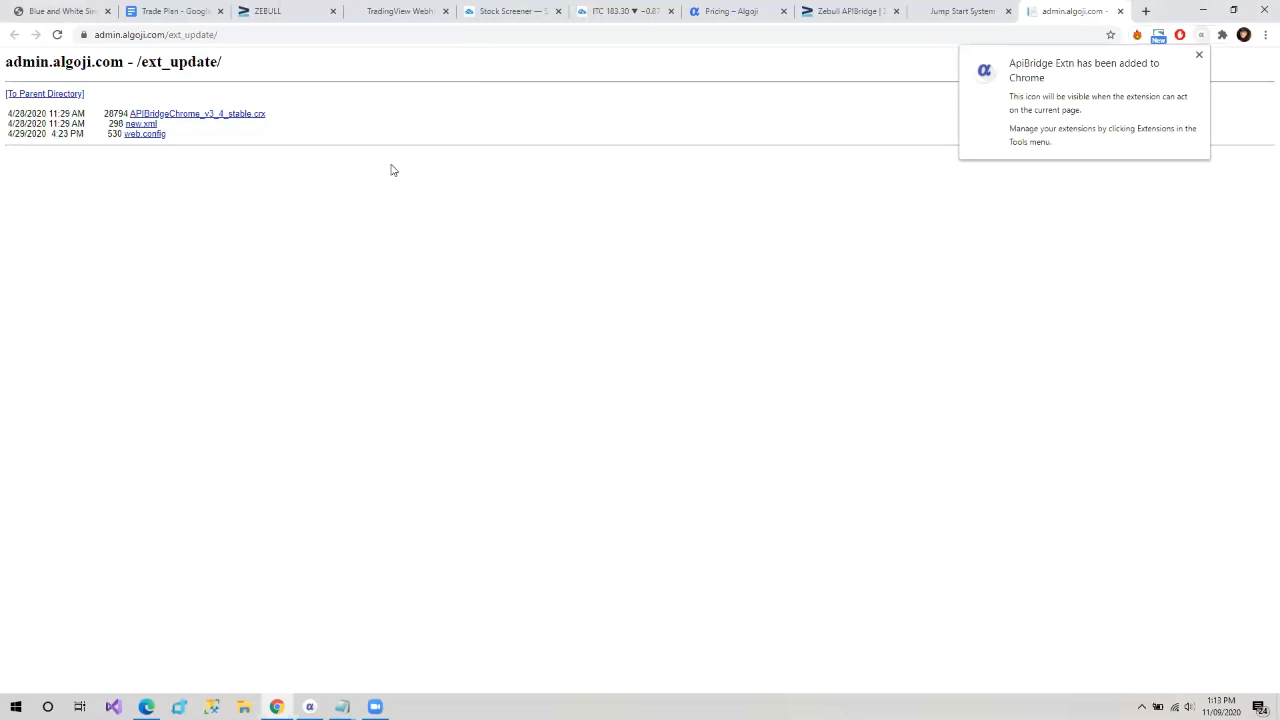 Blue and White Sim
Trade Plan - Google
ZEBULL
TradingView Webh
Stock Screener — S
ITC 183.30 ▼ −0.87
Pricing – Algoji
Zebull APIBridge | 3
Jump Start System
admin.algoji.com -
admin.algoji.com/ext_update/
New
admin.algoji.com - /ext_update/
[To Parent Directory]
4/28/2020 11:29 AM 28794 APIBridgeChrome_v3_4_stable.crx
4/28/2020 11:29 AM 298 new.xml
4/29/2020 4:23 PM 530 web.config
α
ApiBridge Extn has been added to
Chrome
This icon will be visible when the extension can act
on the current page.
Manage your extensions by clicking Extensions in the
Tools menu.
1:13 PM
11/09/2020
24